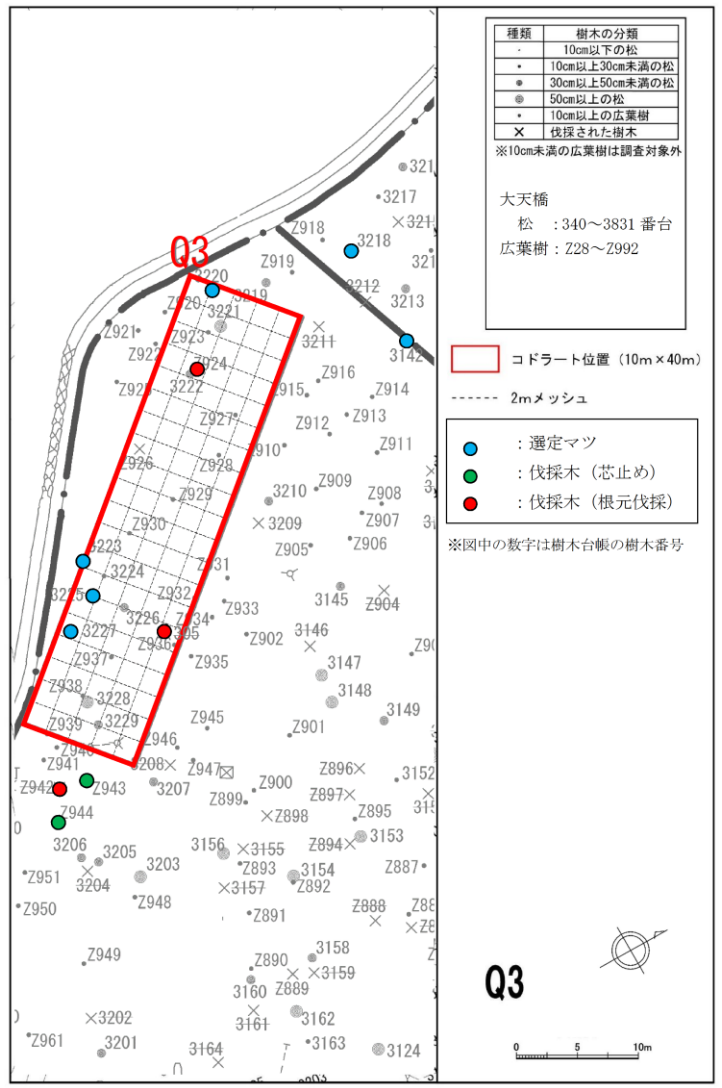 種類 樹木の分類
10cm以下の松
10cm以上30cm未満の松
30cm以上50cm未満の松
50cm以上の松
10cm以上の広葉樹
伐採された樹木
※10cm未満の広葉樹は調査対象外
大天橋
松 :340~3831 番台
広葉樹:Z28~Z992
コドラート位置(10m×40m)
2mメッシュ
:選定マツ
:伐採木(芯止め)
:伐採木(根元伐採)
※図中の数字は樹木台帳の樹木番号
Q3
3217
Z918
3218
Z919
3220
3219
3212
3213
Z920
3221
Z921
Z923
3211
Z922
3142
Z924
3222
Z916
Z914
Z913
Z927
Z912
Z911
Z926
Z928
Z909
Z929
3210
Z908
3209
Z907
Z930
Z905
Z906
3224
Z932
3145
Z904
3225
3226
Z933
Z934
3227
Z936
Z902
3146
Z937
Z935
3147
Z938
3228
3148
Z939
3229
Z945
3149
Z901
Z946
Z941
3208
Z947
Z896
3152
Z942
Z943
3207
Z900
Z899
Z897
Z944
Z898
Z895
3206
3205
3156
3155
Z894
3153
3203
Z893
3154
Z887
Z951
3204
3157
Z892
Z950
Z948
Z891
Z888
Z949
3158
Z890
3159
3160
Z889
3202
3161
3162
Z961
3201
3164
3163
3124
Q3
0 5 10m